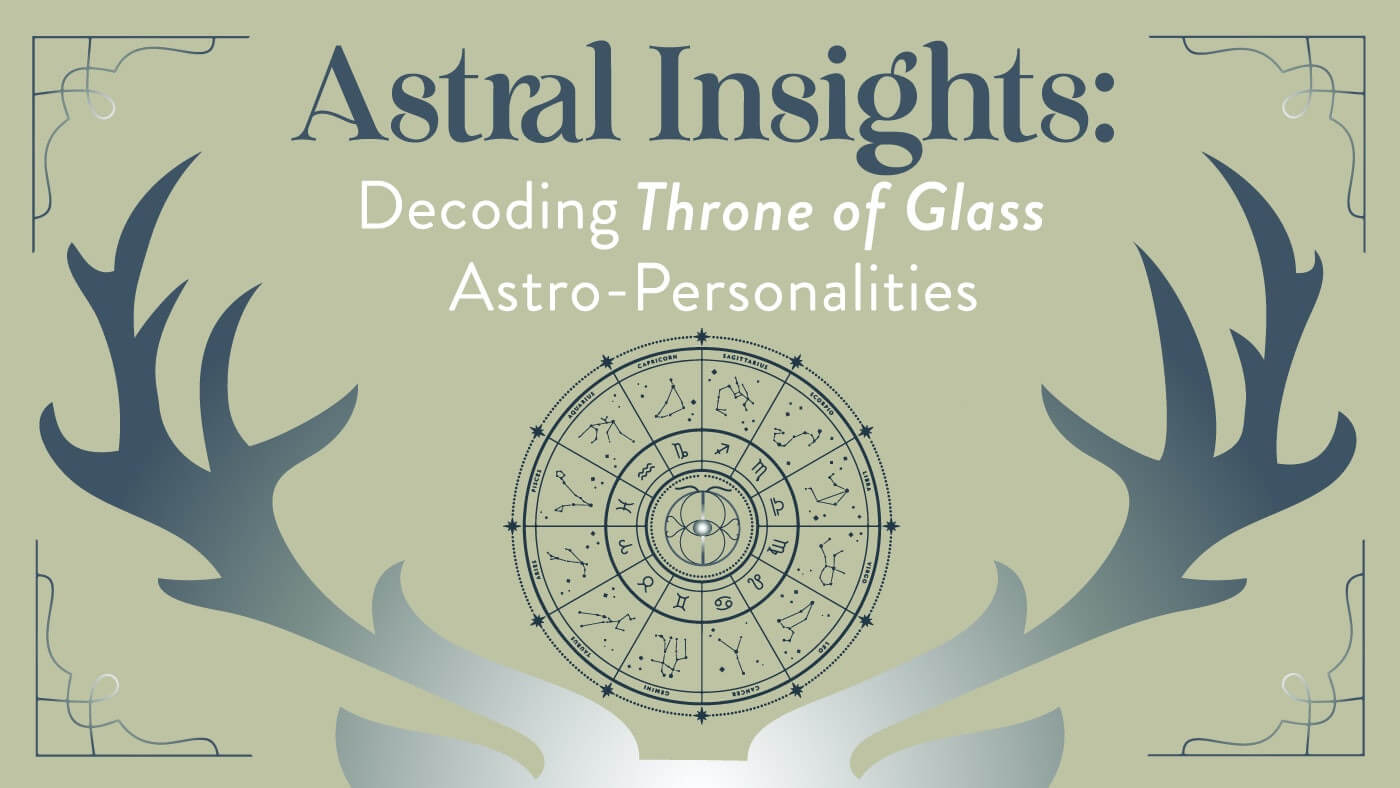 Astral Insights:
Decoding Throne of Glass
Astro-Personalities
CAPRICORN
SAGITTARIUS
AQUARIUS
SCORPIO
PISCES
LIBRA
ARIES
VIRGO
TAURUS
LEO
GEMINI
CANCER